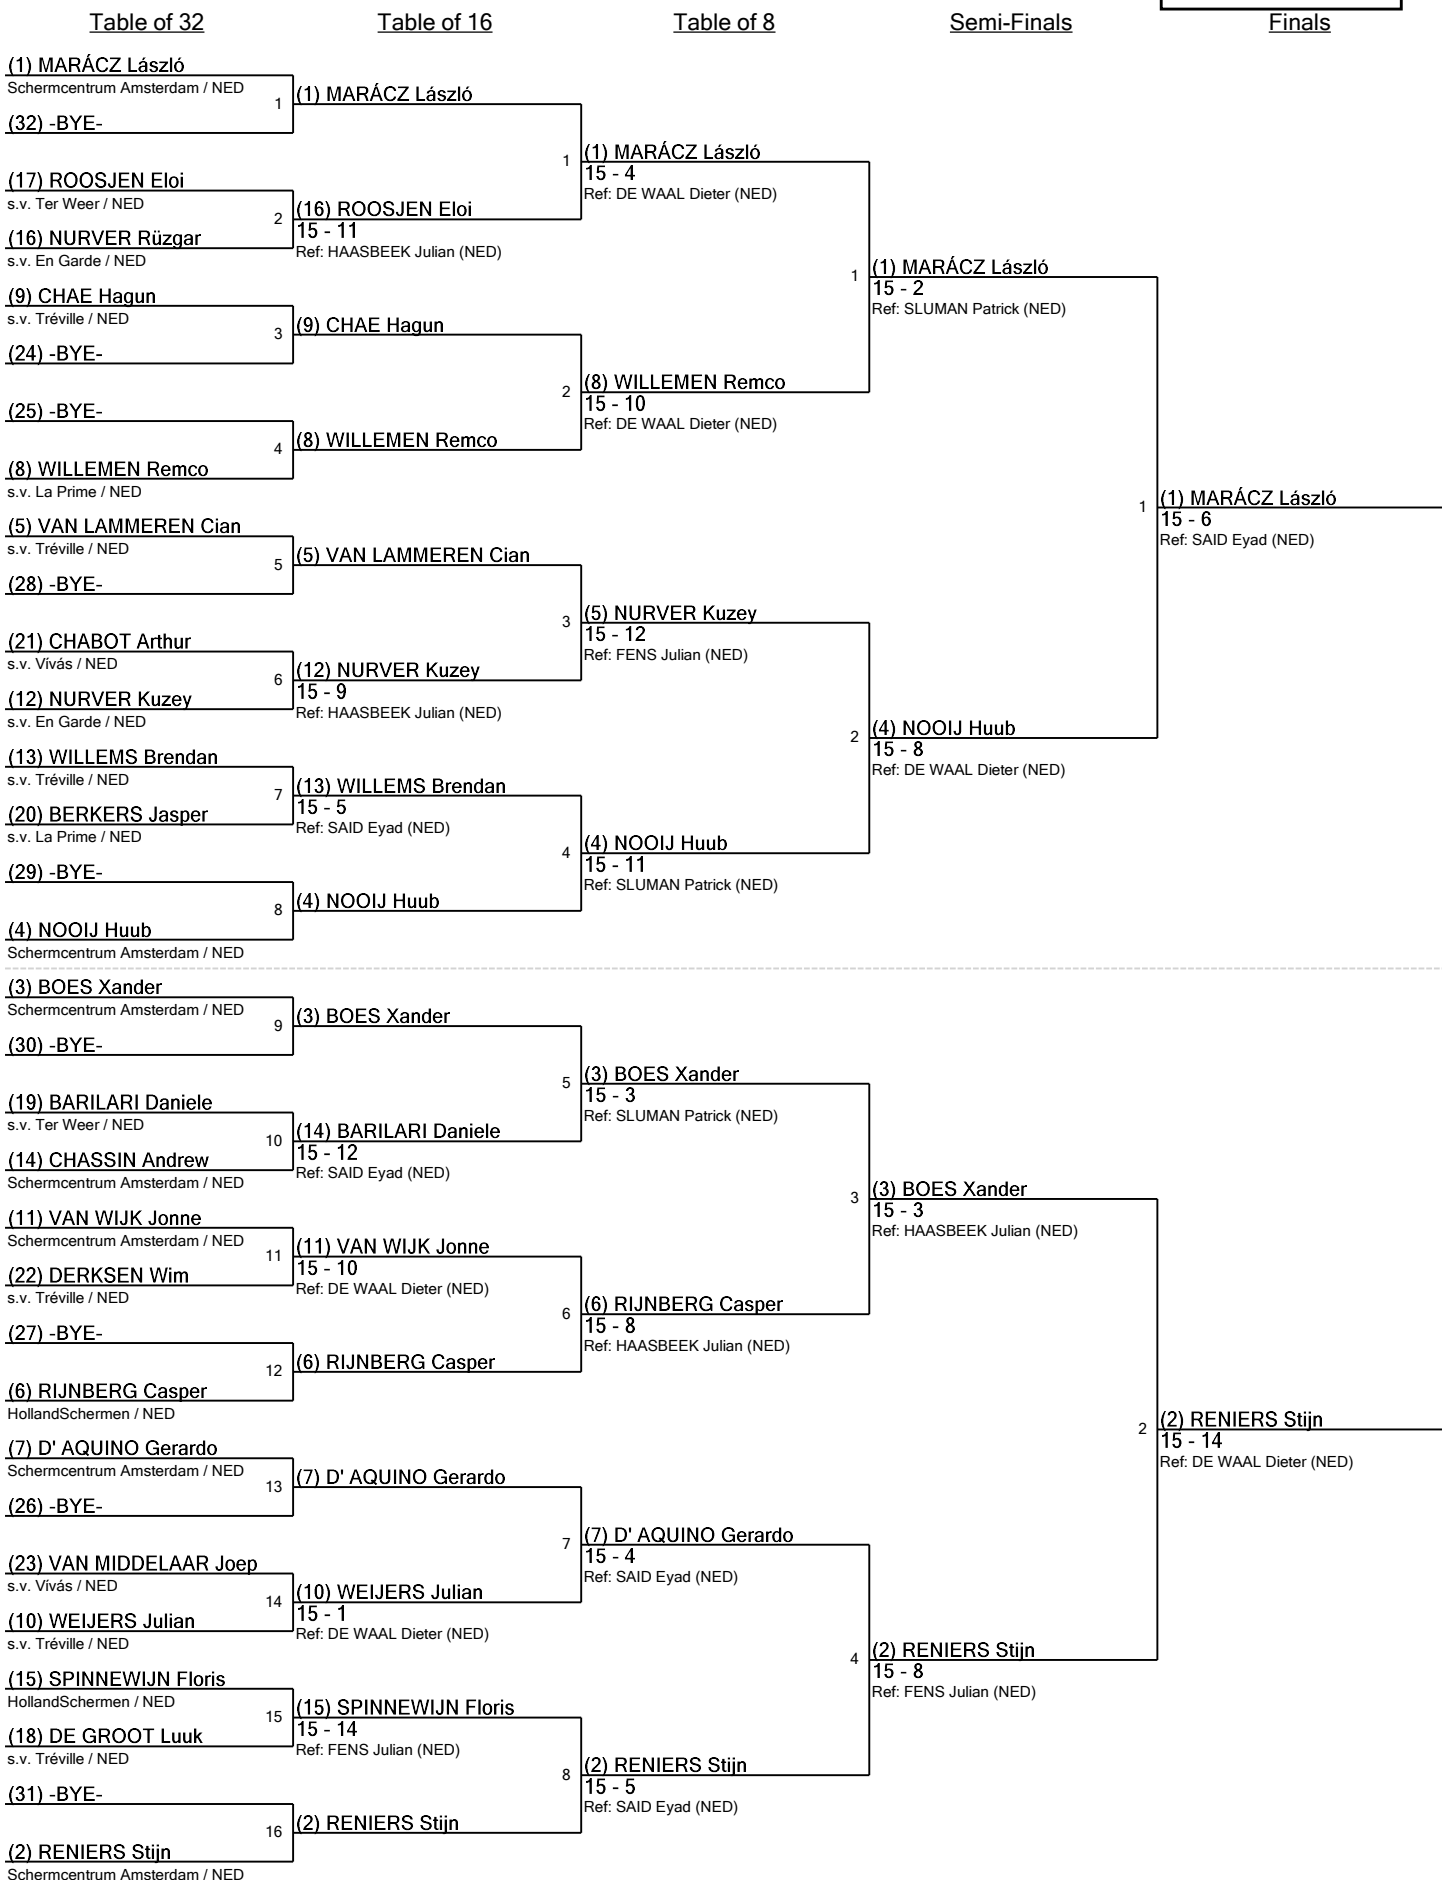 Table of 32
Table of 16
Table of 8
Semi-Finals
Finals
(1) MARÁCZ László
Schermcentrum Amsterdam / NED
1
(32) -BYE-
(17) ROOSJEN Eloi
s.v. Ter Weer / NED
2
(16) NURVER Rüzgar
s.v. En Garde / NED
(9) CHAE Hagun
s.v. Tréville / NED
3
(24) -BYE-
(25) -BYE-
4
(8) WILLEMEN Remco
s.v. La Prime / NED
(5) VAN LAMMEREN Cian
s.v. Tréville / NED
5
(28) -BYE-
(21) CHABOT Arthur
s.v. Vívás / NED
6
(12) NURVER Kuzey
s.v. En Garde / NED
(13) WILLEMS Brendan
s.v. Tréville / NED
7
(20) BERKERS Jasper
s.v. La Prime / NED
(29) -BYE-
8
(4) NOOIJ Huub
Schermcentrum Amsterdam / NED
(3) BOES Xander
Schermcentrum Amsterdam / NED
9
(30) -BYE-
(19) BARILARI Daniele
s.v. Ter Weer / NED
10
(14) CHASSIN Andrew
Schermcentrum Amsterdam / NED
(11) VAN WIJK Jonne
Schermcentrum Amsterdam / NED
11
(22) DERKSEN Wim
s.v. Tréville / NED
(27) -BYE-
12
(6) RIJNBERG Casper
HollandSchermen / NED
(7) D' AQUINO Gerardo
Schermcentrum Amsterdam / NED
13
(26) -BYE-
(23) VAN MIDDELAAR Joep
s.v. Vívás / NED
14
(10) WEIJERS Julian
s.v. Tréville / NED
(15) SPINNEWIJN Floris
HollandSchermen / NED
15
(18) DE GROOT Luuk
s.v. Tréville / NED
(31) -BYE-
16
(2) RENIERS Stijn
Schermcentrum Amsterdam / NED
(1) MARÁCZ László
1
(16) ROOSJEN Eloi
15 - 11
Ref: HAASBEEK Julian (NED)
(9) CHAE Hagun
2
(8) WILLEMEN Remco
(5) VAN LAMMEREN Cian
3
(12) NURVER Kuzey
15 - 9
Ref: HAASBEEK Julian (NED)
(13) WILLEMS Brendan
15 - 5
Ref: SAID Eyad (NED)
4
(4) NOOIJ Huub
(3) BOES Xander
5
(14) BARILARI Daniele
15 - 12
Ref: SAID Eyad (NED)
(11) VAN WIJK Jonne
15 - 10
Ref: DE WAAL Dieter (NED)
6
(6) RIJNBERG Casper
(7) D' AQUINO Gerardo
7
(10) WEIJERS Julian
15 - 1
Ref: DE WAAL Dieter (NED)
(15) SPINNEWIJN Floris
15 - 14
Ref: FENS Julian (NED)
8
(2) RENIERS Stijn
(1) MARÁCZ László
15 - 4
Ref: DE WAAL Dieter (NED)
1
(8) WILLEMEN Remco
15 - 10
Ref: DE WAAL Dieter (NED)
(5) NURVER Kuzey
15 - 12
Ref: FENS Julian (NED)
2
(4) NOOIJ Huub
15 - 11
Ref: SLUMAN Patrick (NED)
(3) BOES Xander
15 - 3
Ref: SLUMAN Patrick (NED)
3
(6) RIJNBERG Casper
15 - 8
Ref: HAASBEEK Julian (NED)
(7) D' AQUINO Gerardo
15 - 4
Ref: SAID Eyad (NED)
4
(2) RENIERS Stijn
15 - 5
Ref: SAID Eyad (NED)
(1) MARÁCZ László
15 - 2
Ref: SLUMAN Patrick (NED)
1
(4) NOOIJ Huub
15 - 8
Ref: DE WAAL Dieter (NED)
(3) BOES Xander
15 - 3
Ref: HAASBEEK Julian (NED)
2
(2) RENIERS Stijn
15 - 8
Ref: FENS Julian (NED)
(1) MARÁCZ László
15 - 6
Ref: SAID Eyad (NED)
(2) RENIERS Stijn
15 - 14
Ref: DE WAAL Dieter (NED)